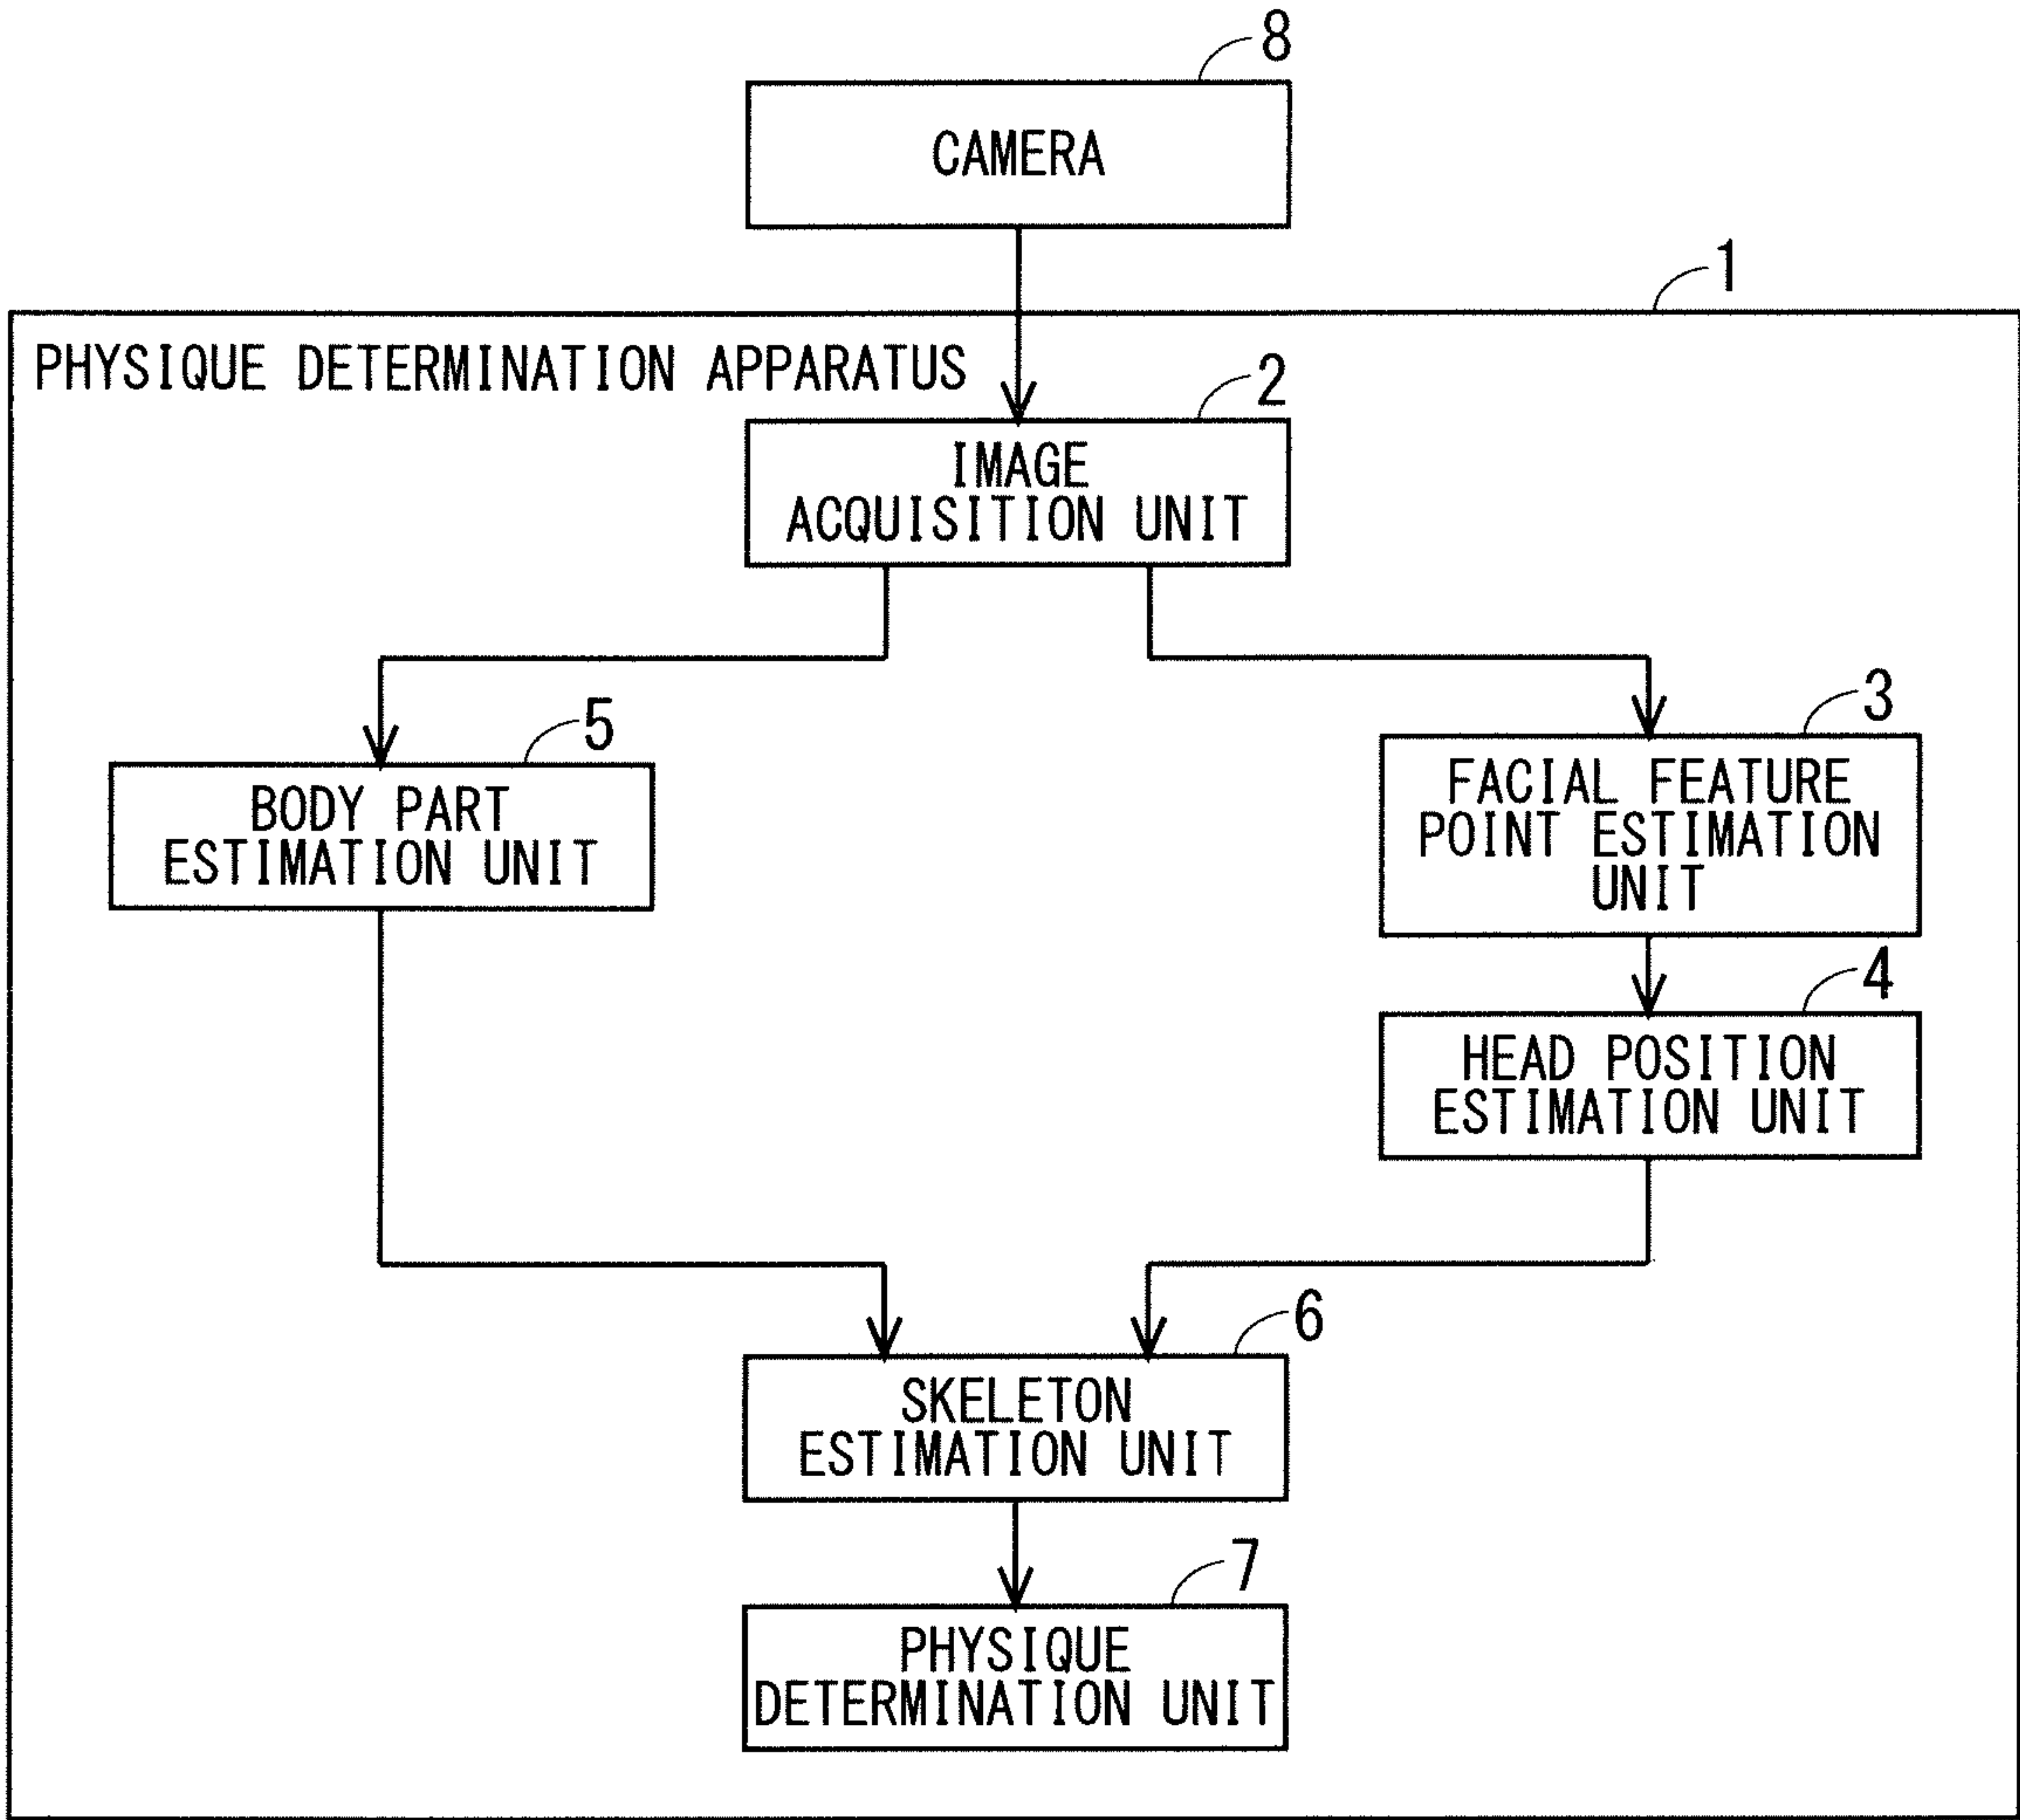 8
CAMERA
1
PHYSIQUE DETERMINATION APPARATUS
2
IMAGE
ACQUISITION UNIT
5
BODY PART
ESTIMATION UNIT
3
FACIAL FEATURE
POINT ESTIMATION
UNIT
4
HEAD POSITION
ESTIMATION UNIT
6
SKELETON
ESTIMATION UNIT
7
PHYSIQUE
DETERMINATION UNIT